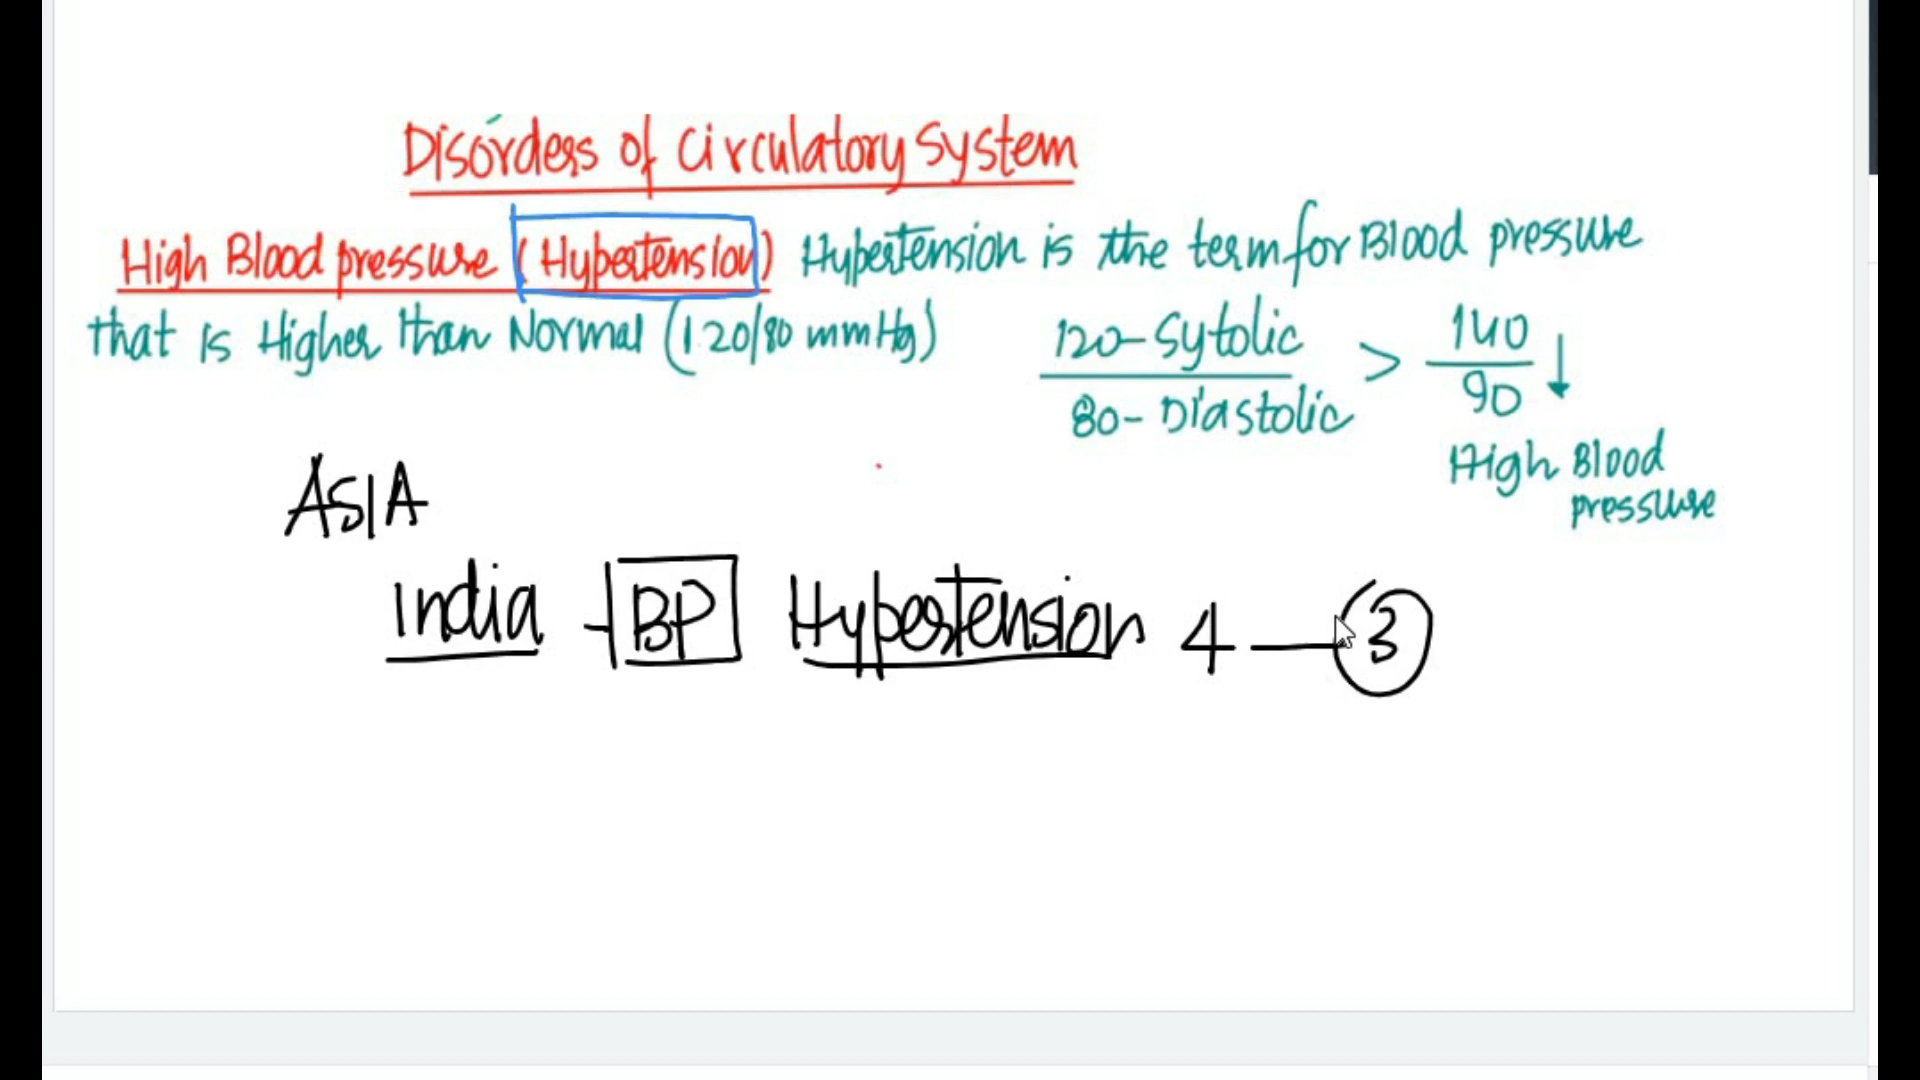 Disorders of Circulatory System
High Blood pressure (Hypertension) Hypertension is the term for Blood pressure
that is Higher than Normal (120/80 mmHg)
120-Sytolic > 140
80-Diastolic 90 ↓
High Blood
pressure
ASIA
India - BP Hypertension 4 — 3